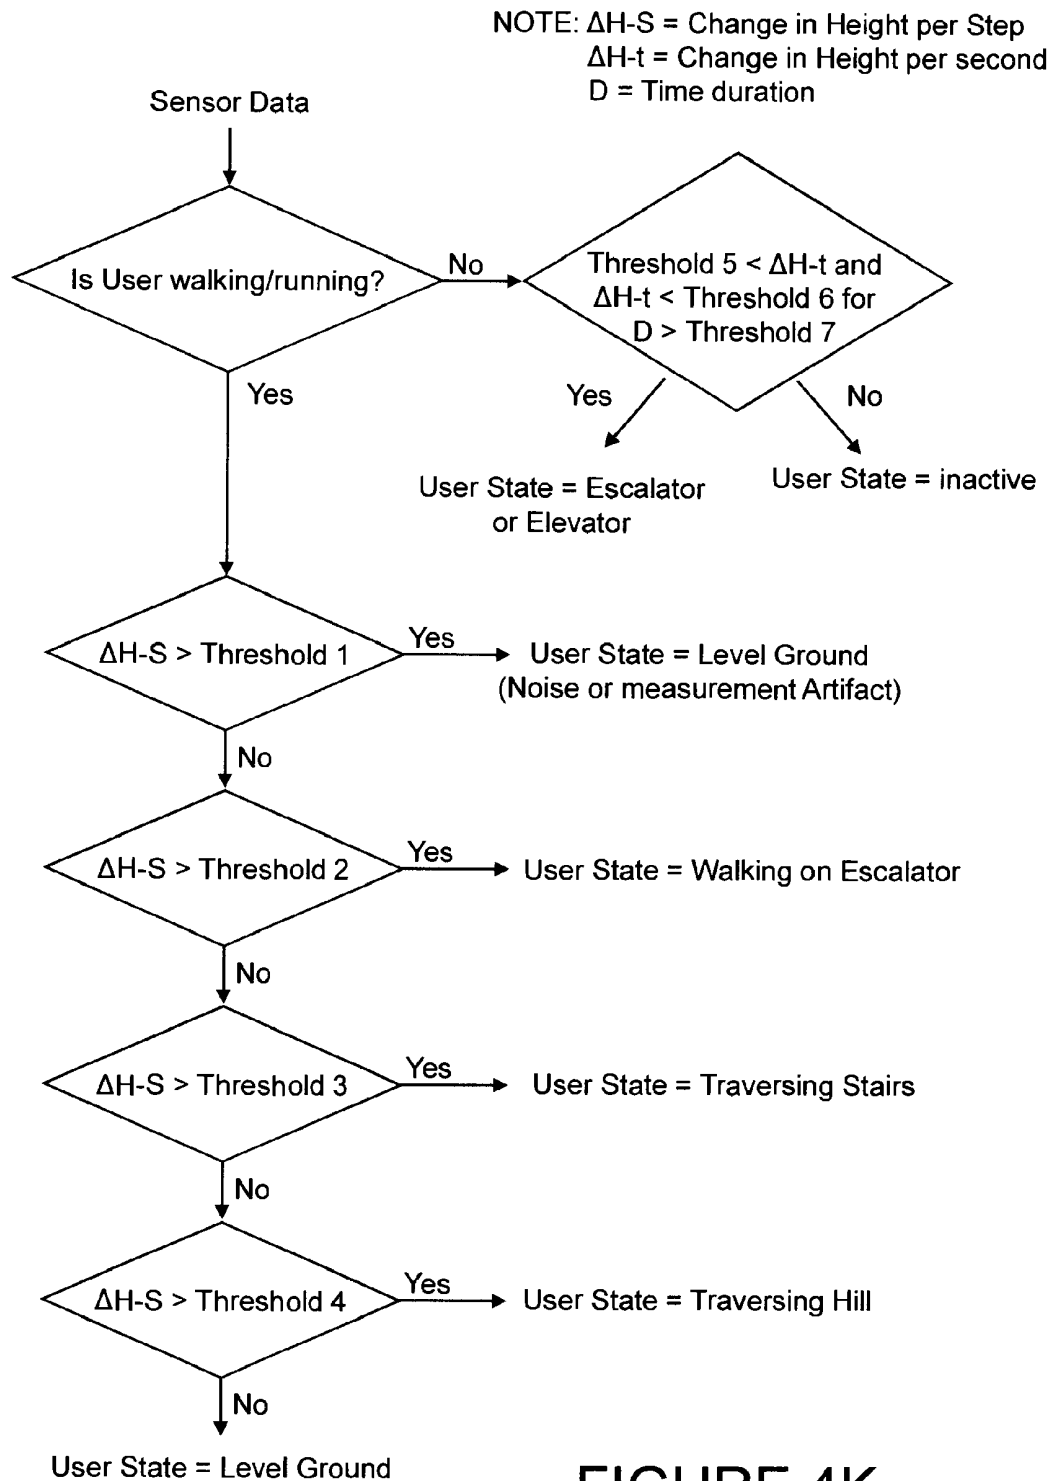 NOTE: ΔH-S = Change in Height per Step
ΔH-t = Change in Height per second
D = Time duration
Sensor Data
Is User walking/running?
No
Threshold 5 < ΔH-t and
ΔH-t < Threshold 6 for
D > Threshold 7
Yes
Yes
No
User State = Escalator
or Elevator
User State = inactive
ΔH-S > Threshold 1
Yes
User State = Level Ground
(Noise or measurement Artifact)
No
ΔH-S > Threshold 2
Yes
User State = Walking on Escalator
No
ΔH-S > Threshold 3
Yes
User State = Traversing Stairs
No
ΔH-S > Threshold 4
Yes
User State = Traversing Hill
No
User State = Level Ground
FIGURE 4K